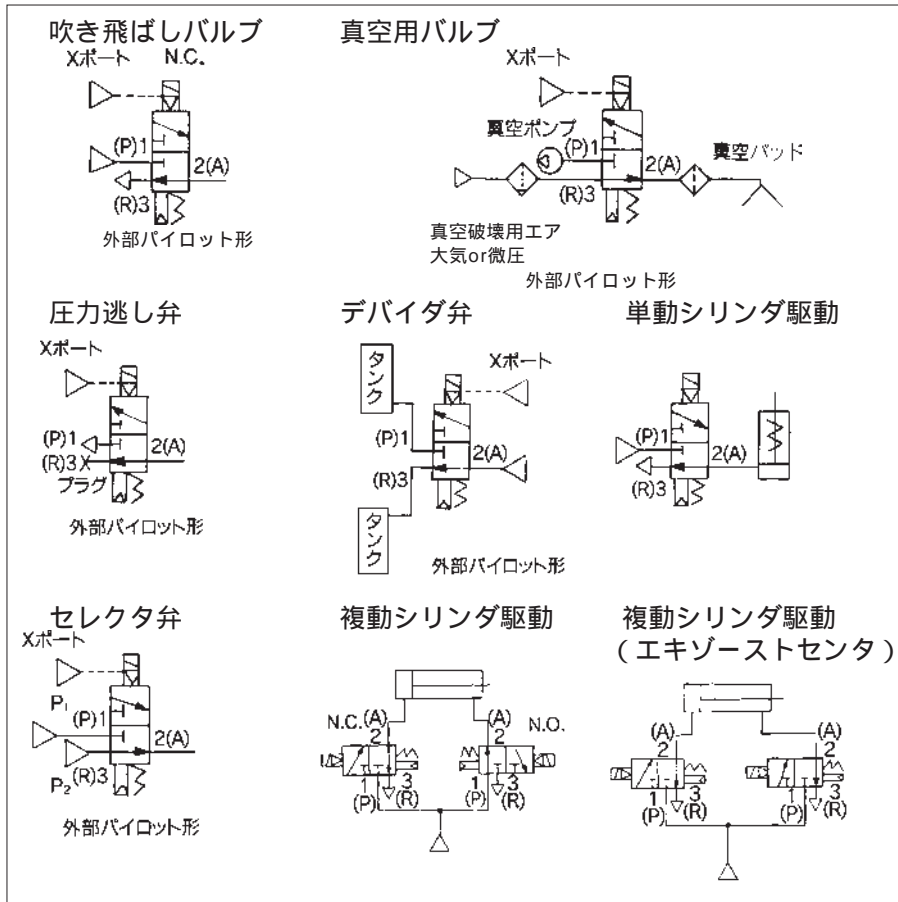 吹き飛ばしバルブ
Xポート N.C.
(P)1
2(A)
(R)3
外部パイロット形
真空用バルブ
Xポート
真空ポンプ
(P)1
2(A)
真空パッド
(R)3
真空破壊用エア
大気or微圧
外部パイロット形
圧力逃し弁
Xポート
(P)1
2(A)
(R)3 X
プラグ
外部パイロット形
デバイダ弁
タンク
Xポート
(P)1
2(A)
(R)3
タンク
外部パイロット形
単動シリンダ駆動
(P)1
2(A)
(R)3
セレクタ弁
Xポート
P₁
(P)1
2(A)
(R)3
P₂
外部パイロット形
複動シリンダ駆動
N.C. (A) (A) N.O.
2 2
1 3 1 3
(P) (R) (P) (R)
複動シリンダ駆動
(エキゾーストセンタ)
(A) (A)
2 2
1 3 1 3
(P) (R) (P) (R)